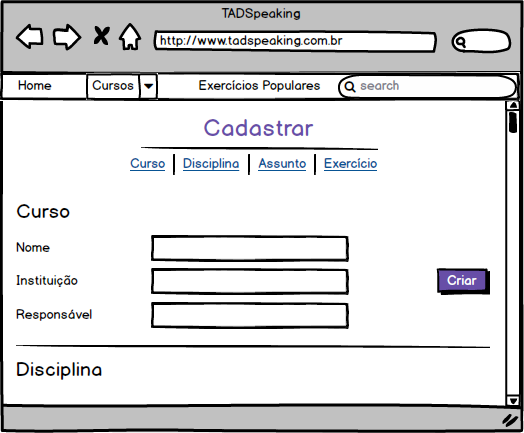 TADSpeaking
http://www.tadspeaking.com.br
Home Cursos Exercícios Populares search
Cadastrar
Curso Disciplina Assunto Exercício
Curso
Nome
Instituição Criar
Responsável
Disciplina